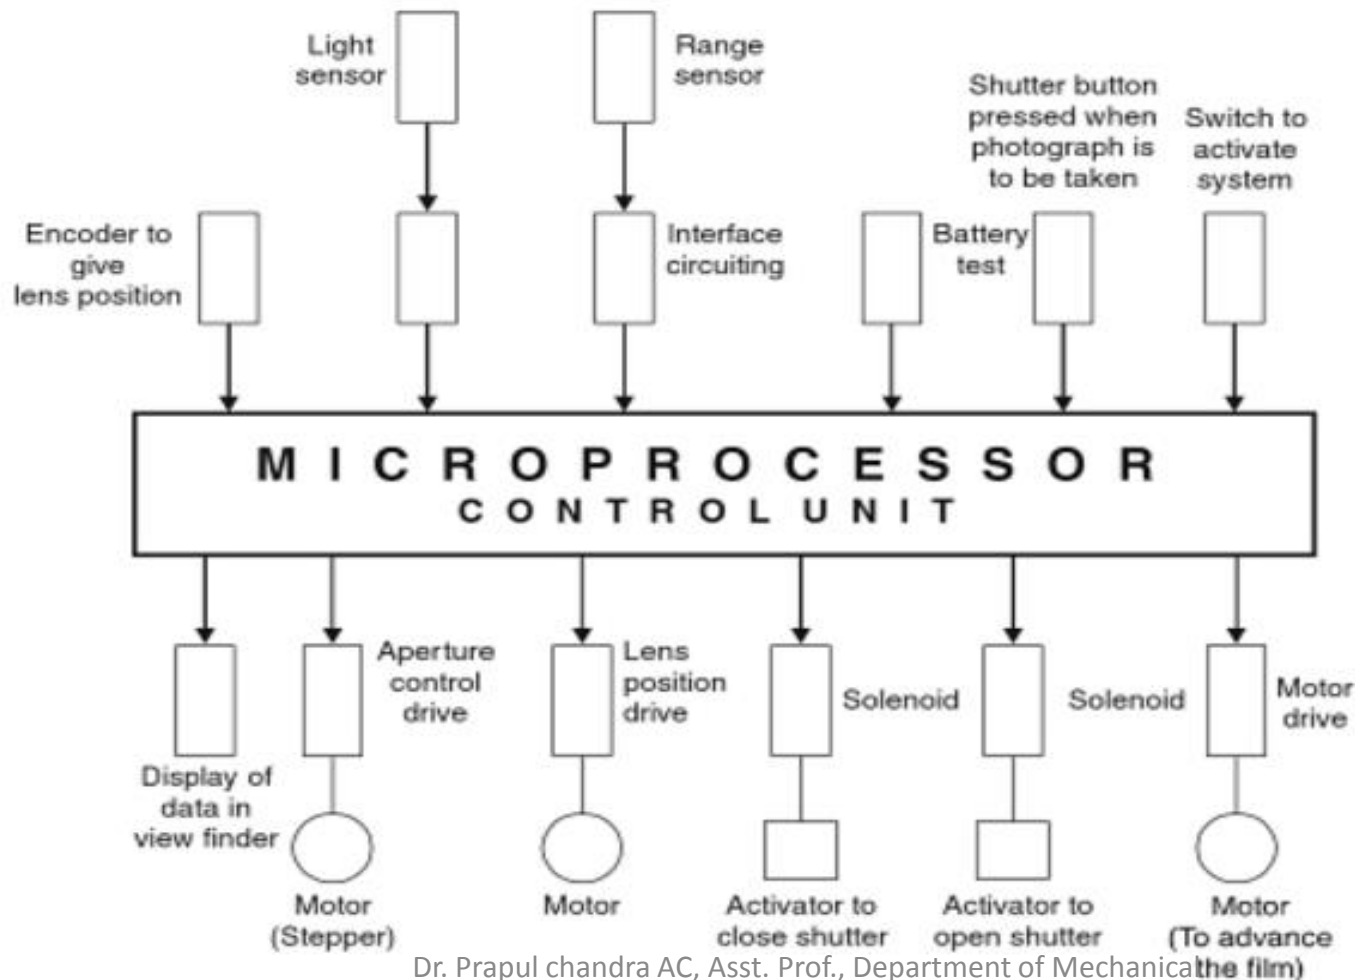 Light
sensor
Range
sensor
Shutter button
pressed when
photograph is
to be taken
Switch to
activate
system
Encoder to
give
lens position
Interface
circuiting
Battery
test
MICROPROCESSOR
CONTROL UNIT
Display of
data in
view finder
Aperture
control
drive
Lens
position
drive
Solenoid
Solenoid
Motor
drive
Motor
(Stepper)
Motor
Activator to
close shutter
Activator to
open shutter
Motor
(To advance
the film)
Dr. Prapul chandra AC, Asst. Prof., Department of Mechanical